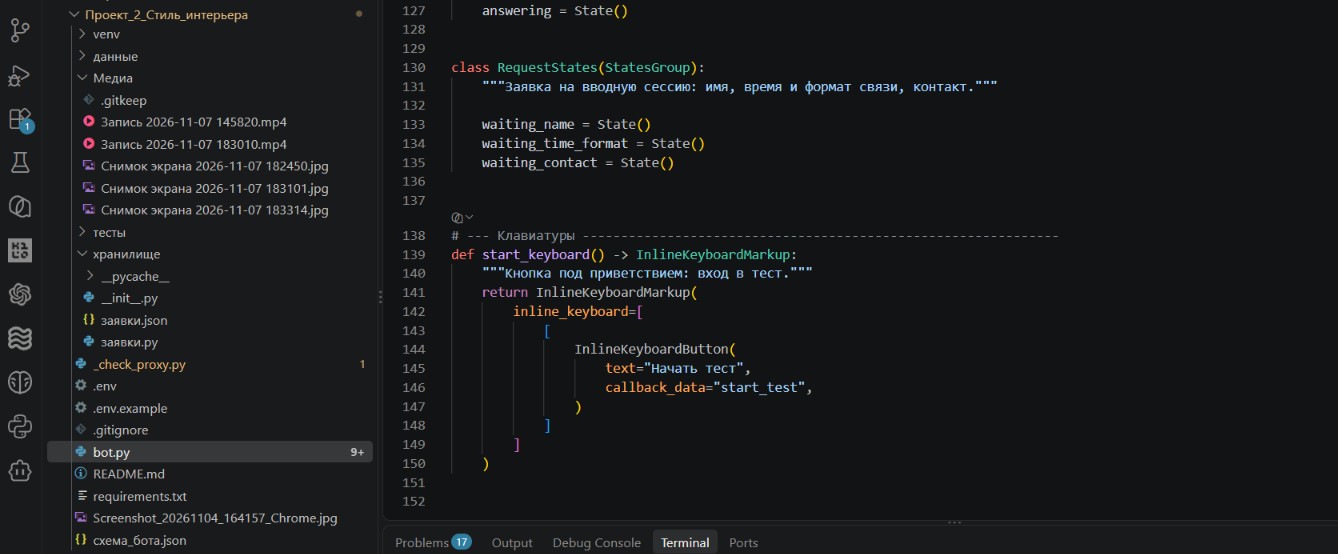 Проект_2_Стиль_интерьера
venv
данные
Медиа
.gitkeep
Запись 2026-11-07 145820.mp4
Запись 2026-11-07 183010.mp4
Снимок экрана 2026-11-07 182450.jpg
Снимок экрана 2026-11-07 183101.jpg
Снимок экрана 2026-11-07 183314.jpg
тесты
хранилище
__pycache__
__init__.py
заявки.json
заявки.py
_check_proxy.py 1
.env
.env.example
.gitignore
bot.py 9+
README.md
requirements.txt
Screenshot_20261104_164157_Chrome.jpg
схема_бота.json
1
127 answering = State()
128
129
130 class RequestStates(StatesGroup):
131 """Заявка на вводную сессию: имя, время и формат связи, контакт."""
132
133 waiting_name = State()
134 waiting_time_format = State()
135 waiting_contact = State()
136
137
138 # --- Клавиатуры --------------------------------------------------------------
139 def start_keyboard() -> InlineKeyboardMarkup:
140 """Кнопка под приветствием: вход в тест."""
141 return InlineKeyboardMarkup(
142 inline_keyboard=[
143 [
144 InlineKeyboardButton(
145 text="Начать тест",
146 callback_data="start_test",
147 )
148 ]
149 ]
150 )
151
152
Problems 17 Output Debug Console Terminal Ports